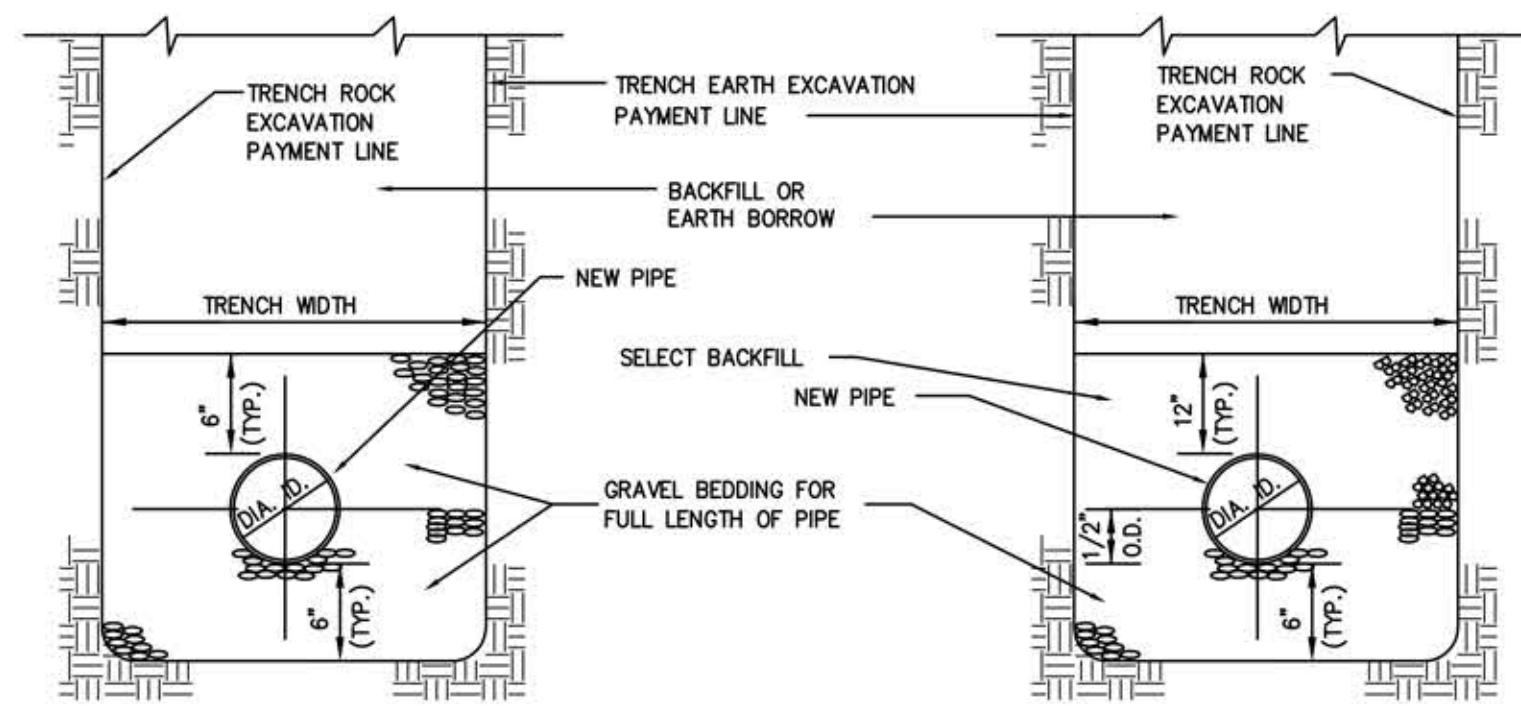 TRENCH ROCK
EXCAVATION
PAYMENT LINE
TRENCH EARTH EXCAVATION
PAYMENT LINE
TRENCH ROCK
EXCAVATION
PAYMENT LINE
BACKFILL OR
EARTH BORROW
NEW PIPE
TRENCH WIDTH
TRENCH WIDTH
SELECT BACKFILL
NEW PIPE
6"
(TYP.)
12"
(TYP.)
DIA. ID.
DIA. ID.
GRAVEL BEDDING FOR
FULL LENGTH OF PIPE
1/2"
O.D.
6"
(TYP.)
6"
(TYP.)